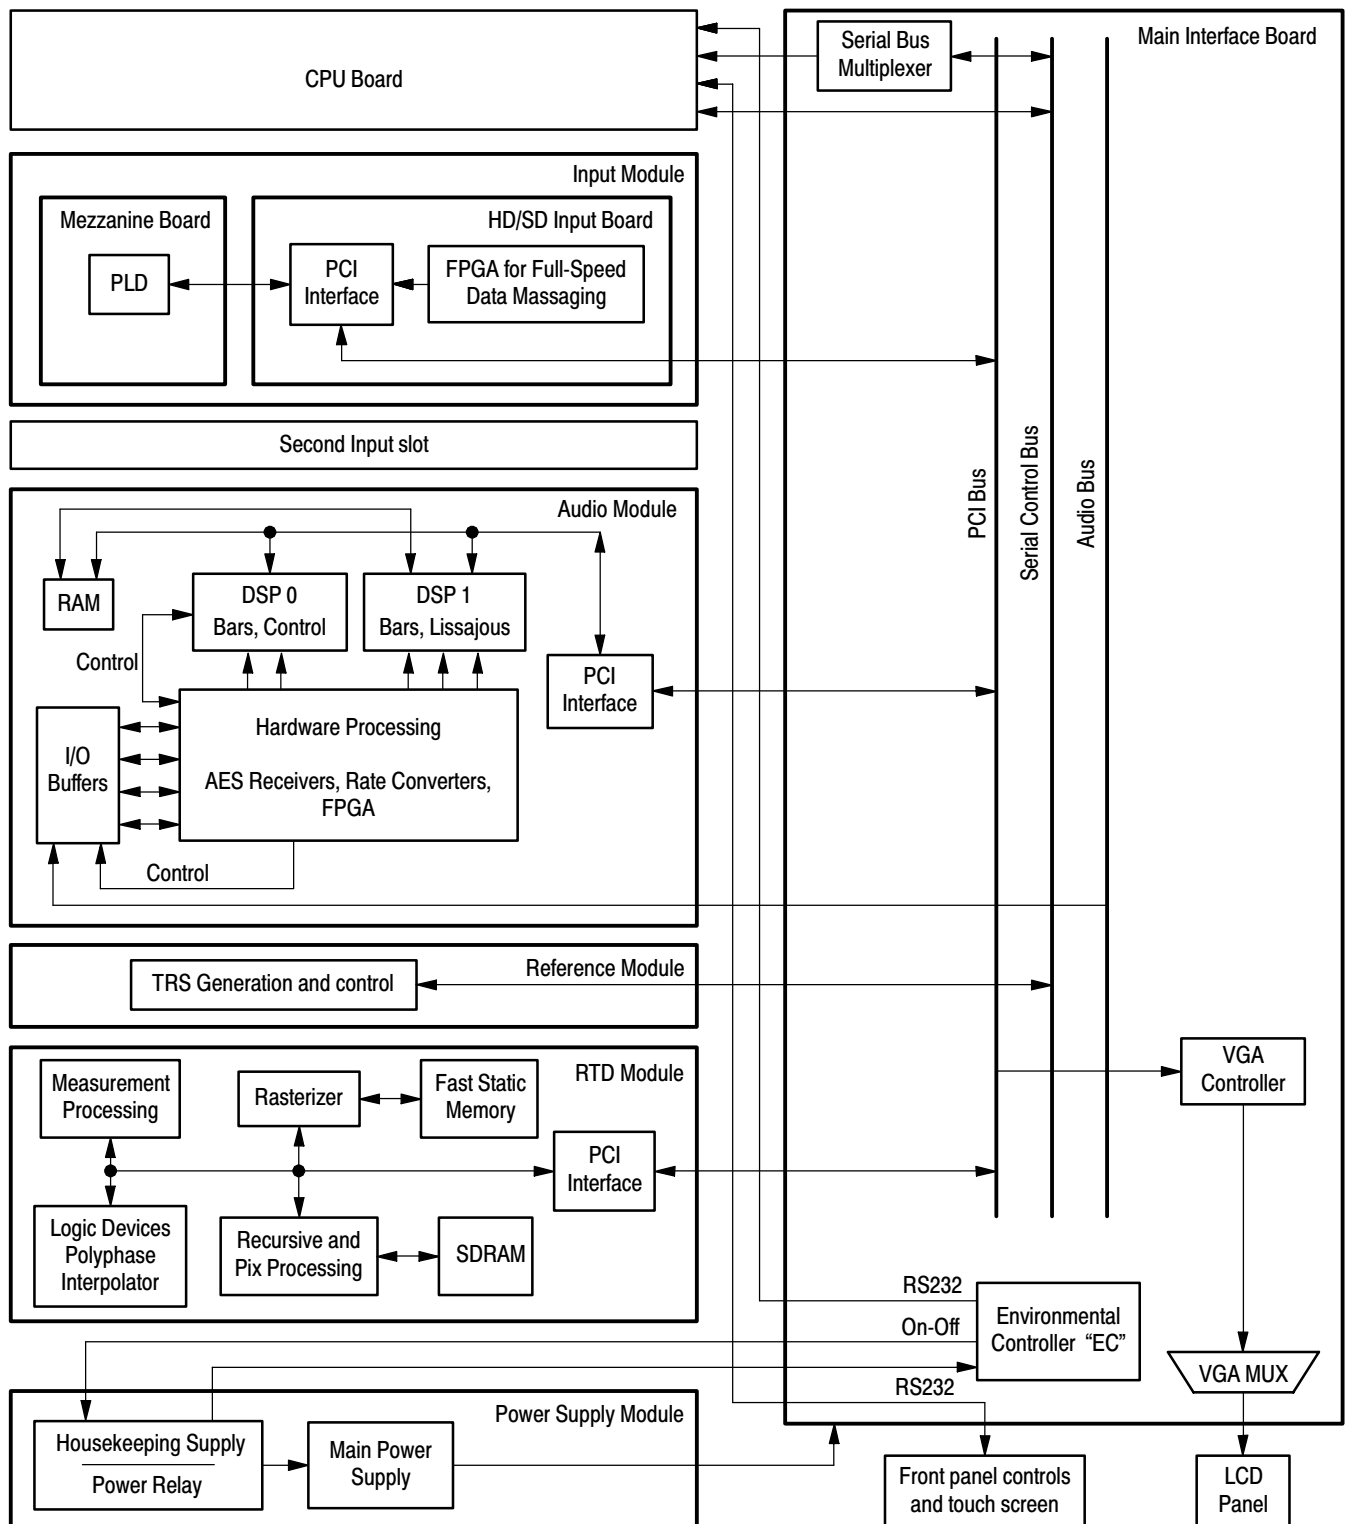 CPU Board
Serial Bus
Multiplexer
Main Interface Board
Input Module
Mezzanine Board
PLD
HD/SD Input Board
PCI
Interface
FPGA for Full-Speed
Data Massaging
Second Input slot
PCI Bus
Serial Control Bus
Audio Bus
Audio Module
RAM
DSP 0
Bars, Control
DSP 1
Bars, Lissajous
Control
PCI
Interface
I/O
Buffers
Hardware Processing
AES Receivers, Rate Converters,
FPGA
Control
Reference Module
TRS Generation and control
RTD Module
Measurement
Processing
Rasterizer
Fast Static
Memory
PCI
Interface
Logic Devices
Polyphase
Interpolator
Recursive and
Pix Processing
SDRAM
VGA
Controller
RS232
On-Off
Environmental
Controller “EC”
RS232
VGA MUX
Power Supply Module
Housekeeping Supply
Power Relay
Main Power
Supply
Front panel controls
and touch screen
LCD
Panel